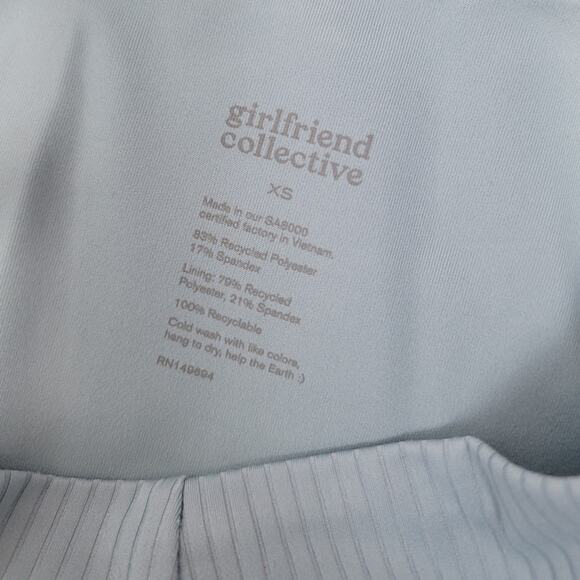 girlfriend
collective
XS
Made in our SA8000
certified factory in Vietnam.
83% Recycled Polyester
17% Spandex
Lining: 79% Recycled
Polyester, 21% Spandex
100% Recyclable
Cold wash with like colors,
hang to dry, help the Earth :)
RN149694